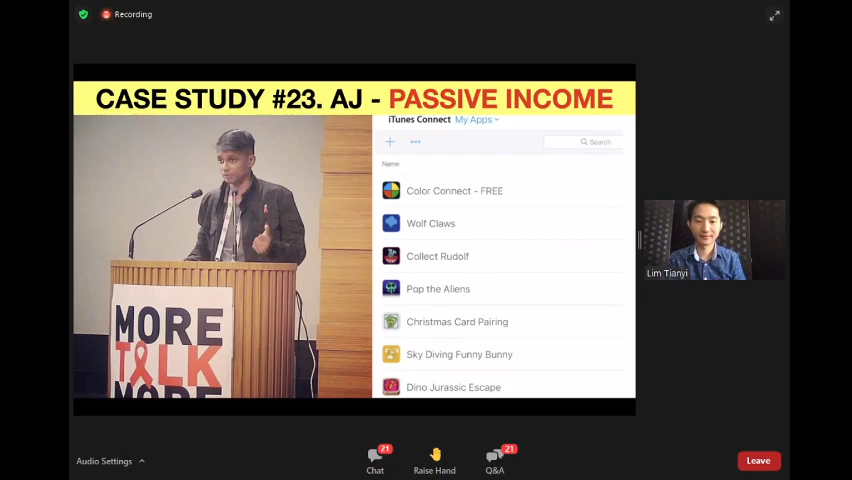 Recording
CASE STUDY #23. AJ - PASSIVE INCOME
iTunes Connect My Apps
Search
Name
Color Connect - FREE
Wolf Claws
Collect Rudolf
Pop the Aliens
Christmas Card Pairing
Sky Diving Funny Bunny
Dino Jurassic Escape
MORE
TALK
MORE
Lim Tianyi
Audio Settings
21
Chat
Raise Hand
21
Q&A
Leave